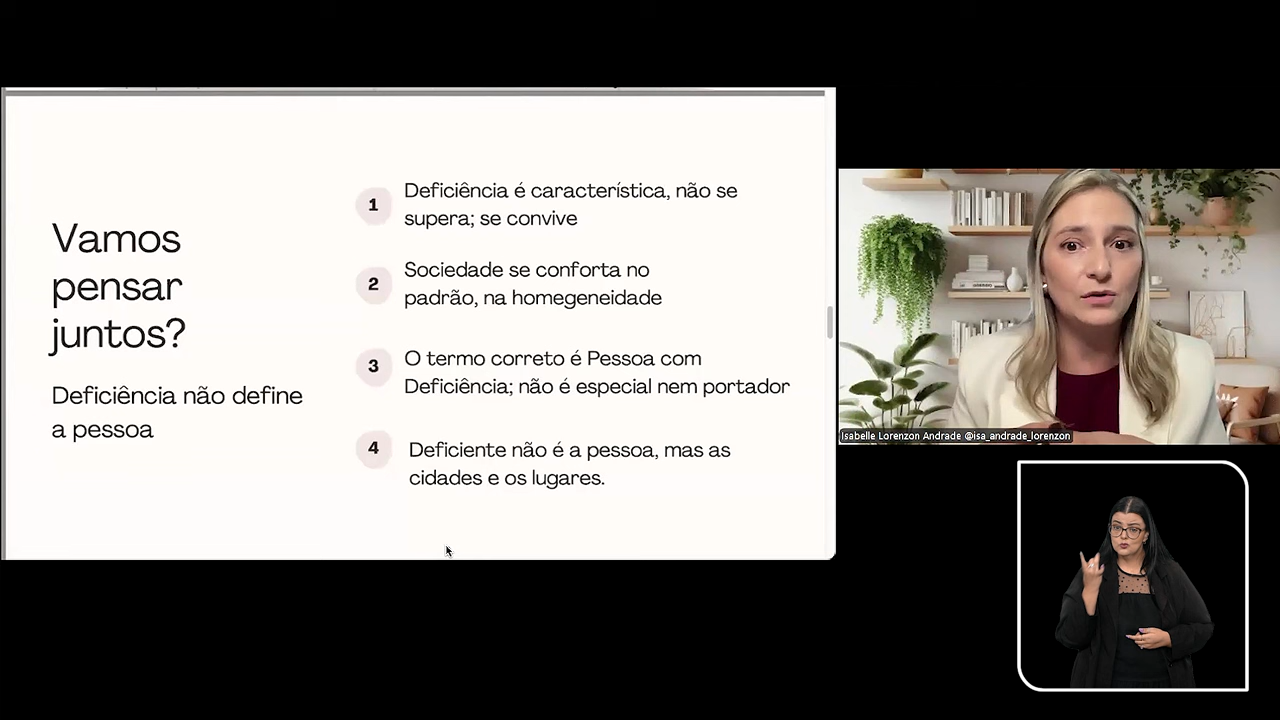 Vamos
pensar
juntos?
Deficiência não define
a pessoa
1
Deficiência é característica, não se
supera; se convive
2
Sociedade se conforta no
padrão, na homegeneidade
3
O termo correto é Pessoa com
Deficiência; não é especial nem portador
4
Deficiente não é a pessoa, mas as
cidades e os lugares.
Isabelle Lorenzon Andrade @isa_andrade_lorenzon